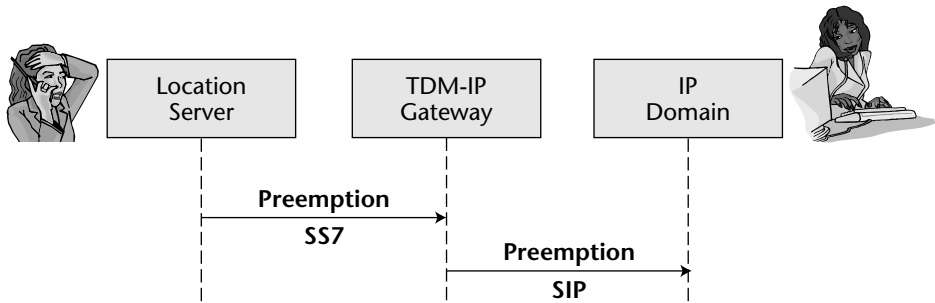 Location
Server
TDM-IP
Gateway
IP
Domain
Preemption
SS7
Preemption
SIP